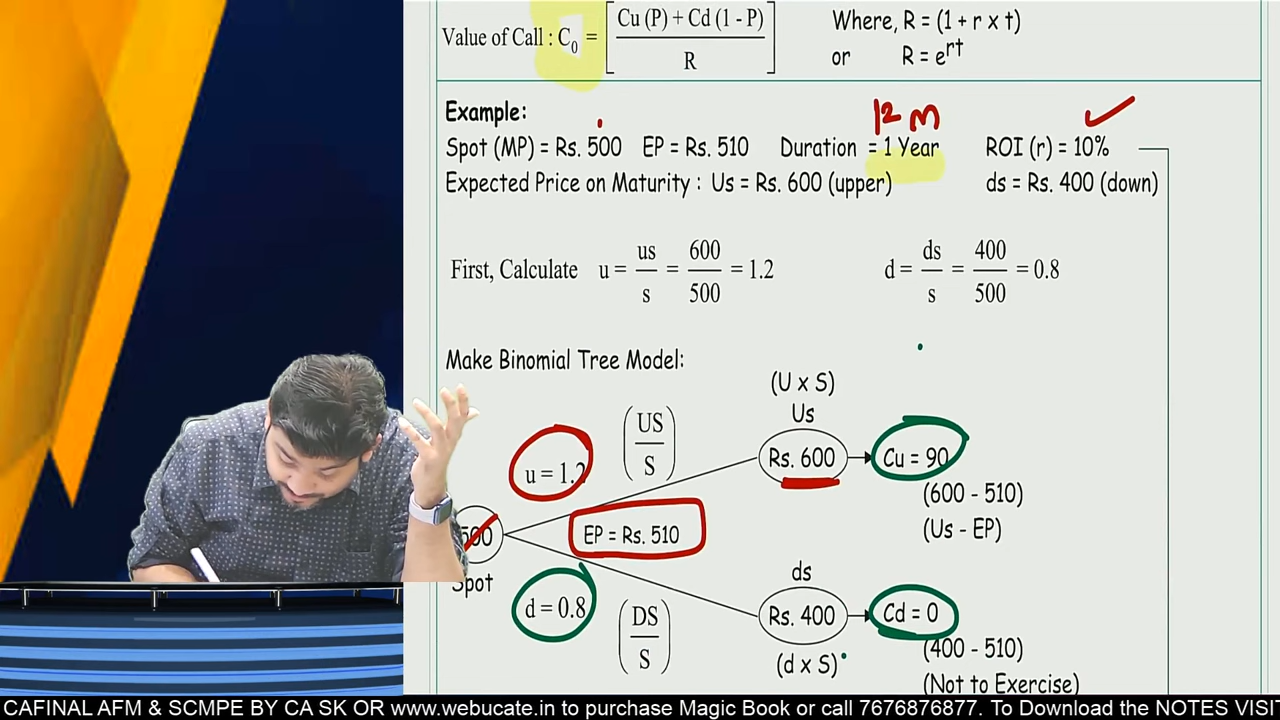 Value of Call : C₀ = [ Cu (P) + Cd (1 - P) / R ] Where, R = (1 + r x t)
or R = e^rt
Example:
12 m
Spot (MP) = Rs. 500 EP = Rs. 510 Duration = 1 Year ROI (r) = 10%
Expected Price on Maturity : Us = Rs. 600 (upper) ds = Rs. 400 (down)
First, Calculate u = us / s = 600 / 500 = 1.2 d = ds / s = 400 / 500 = 0.8
Make Binomial Tree Model:
(U x S)
Us
(US / S)
u = 1.2
Rs. 600
Cu = 90
(600 - 510)
(Us - EP)
500
EP = Rs. 510
Spot
ds
d = 0.8
(DS / S)
Rs. 400
Cd = 0
(400 - 510)
(d x S)
(Not to Exercise)
CAFINAL AFM & SCMPE BY CA SK OR www.webucate.in to purchase Magic Book or call 7676876877. To Download the NOTES VISI